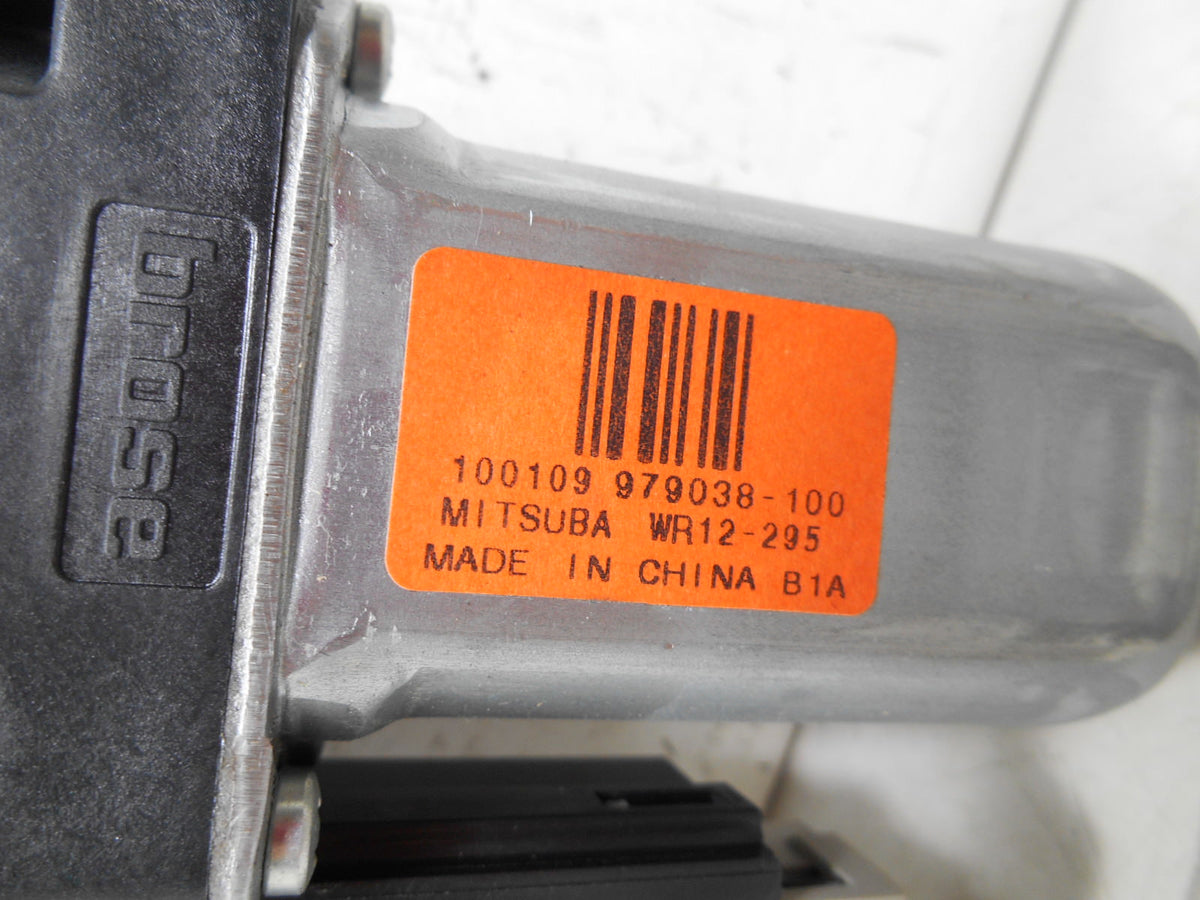 brose
100109 979038-100
MITSUBA WR12-295
MADE IN CHINA B1A